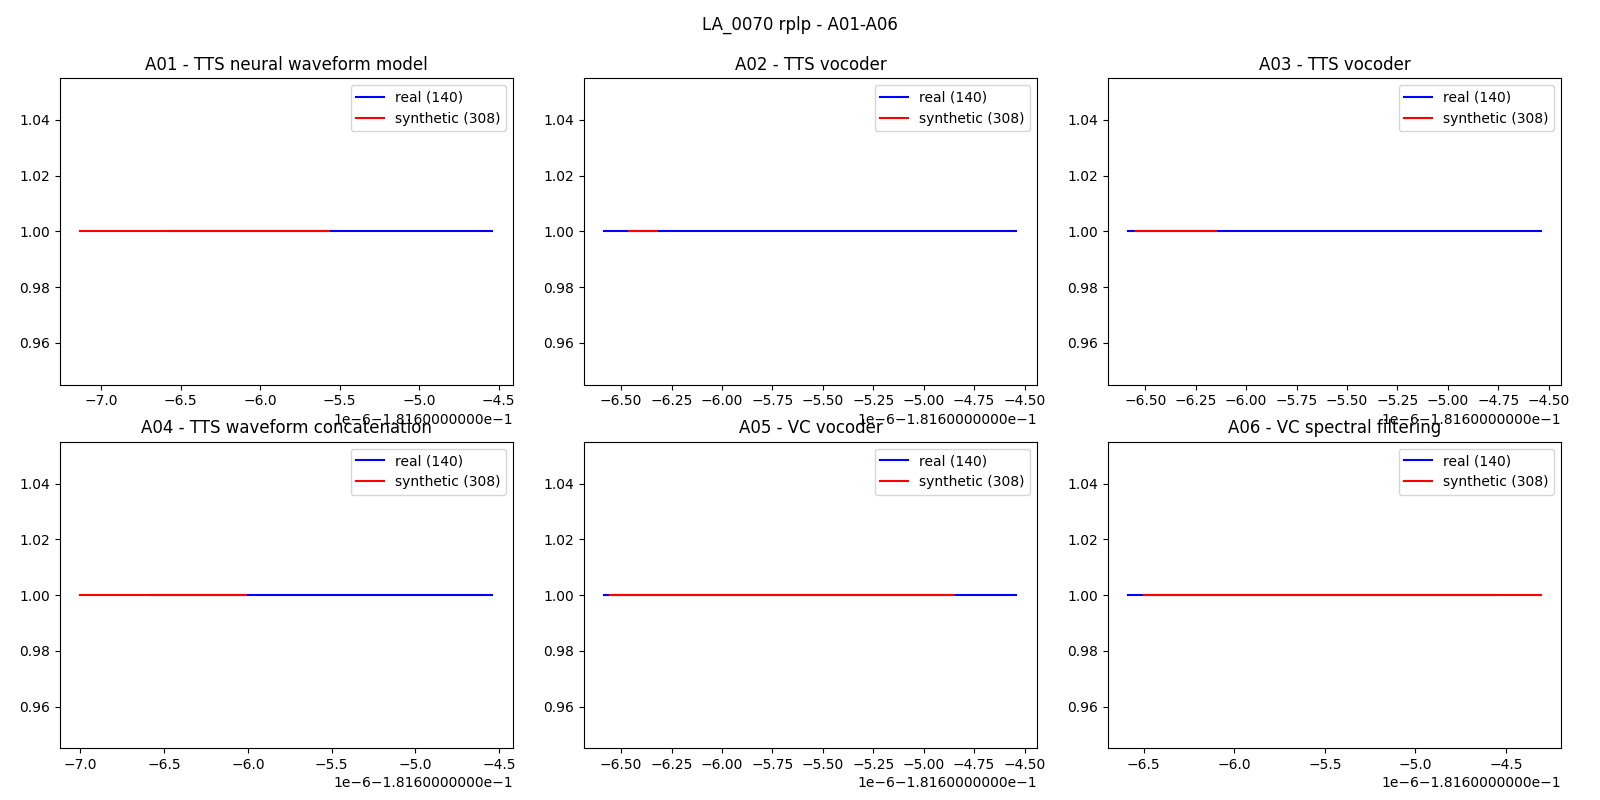 LA_0070 rplp - A01-A06
A01 - TTS neural waveform model
real (140)
synthetic (308)
1.04
1.02
1.00
0.98
0.96
−7.0 −6.5 −6.0 −5.5 −5.0 −4.5
1e−6−1.8160000000e−1
A02 - TTS vocoder
real (140)
synthetic (308)
1.04
1.02
1.00
0.98
0.96
−6.50 −6.25 −6.00 −5.75 −5.50 −5.25 −5.00 −4.75 −4.50
1e−6−1.8160000000e−1
A03 - TTS vocoder
real (140)
synthetic (308)
1.04
1.02
1.00
0.98
0.96
−6.50 −6.25 −6.00 −5.75 −5.50 −5.25 −5.00 −4.75 −4.50
1e−6−1.8160000000e−1
A04 - TTS waveform concatenation
real (140)
synthetic (308)
1.04
1.02
1.00
0.98
0.96
−7.0 −6.5 −6.0 −5.5 −5.0 −4.5
1e−6−1.8160000000e−1
A05 - VC vocoder
real (140)
synthetic (308)
1.04
1.02
1.00
0.98
0.96
−6.50 −6.25 −6.00 −5.75 −5.50 −5.25 −5.00 −4.75 −4.50
1e−6−1.8160000000e−1
A06 - VC spectral filtering
real (140)
synthetic (308)
1.04
1.02
1.00
0.98
0.96
−6.5 −6.0 −5.5 −5.0 −4.5
1e−6−1.8160000000e−1